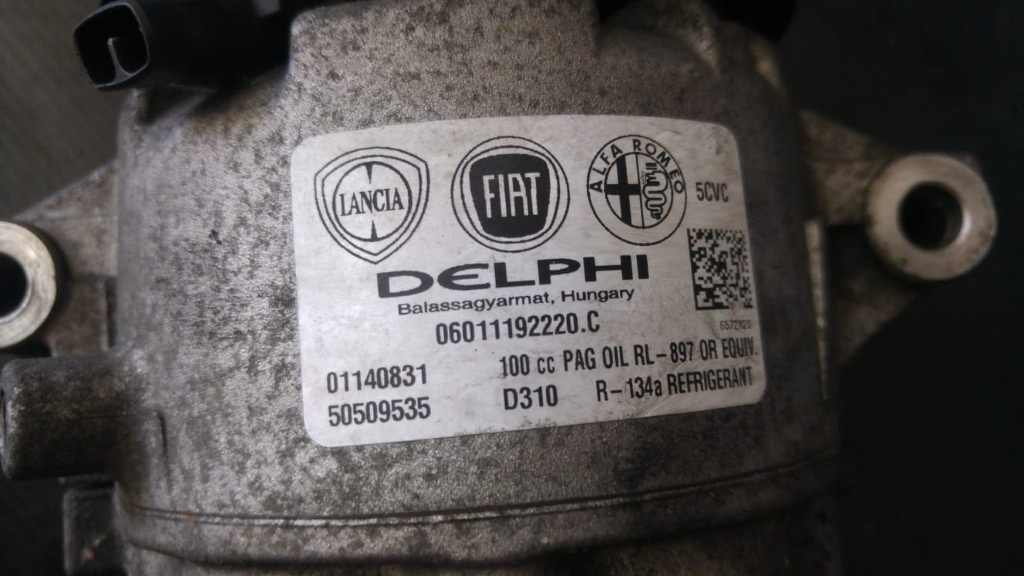 LANCIA
FIAT
ALFA ROMEO
5CVC
DELPHI
Balassagyarmat, Hungary
06011192220.C
6572820
01140831
100 cc PAG OIL RL-897 OR EQUIV.
50509535
D310
R-134a REFRIGERANT